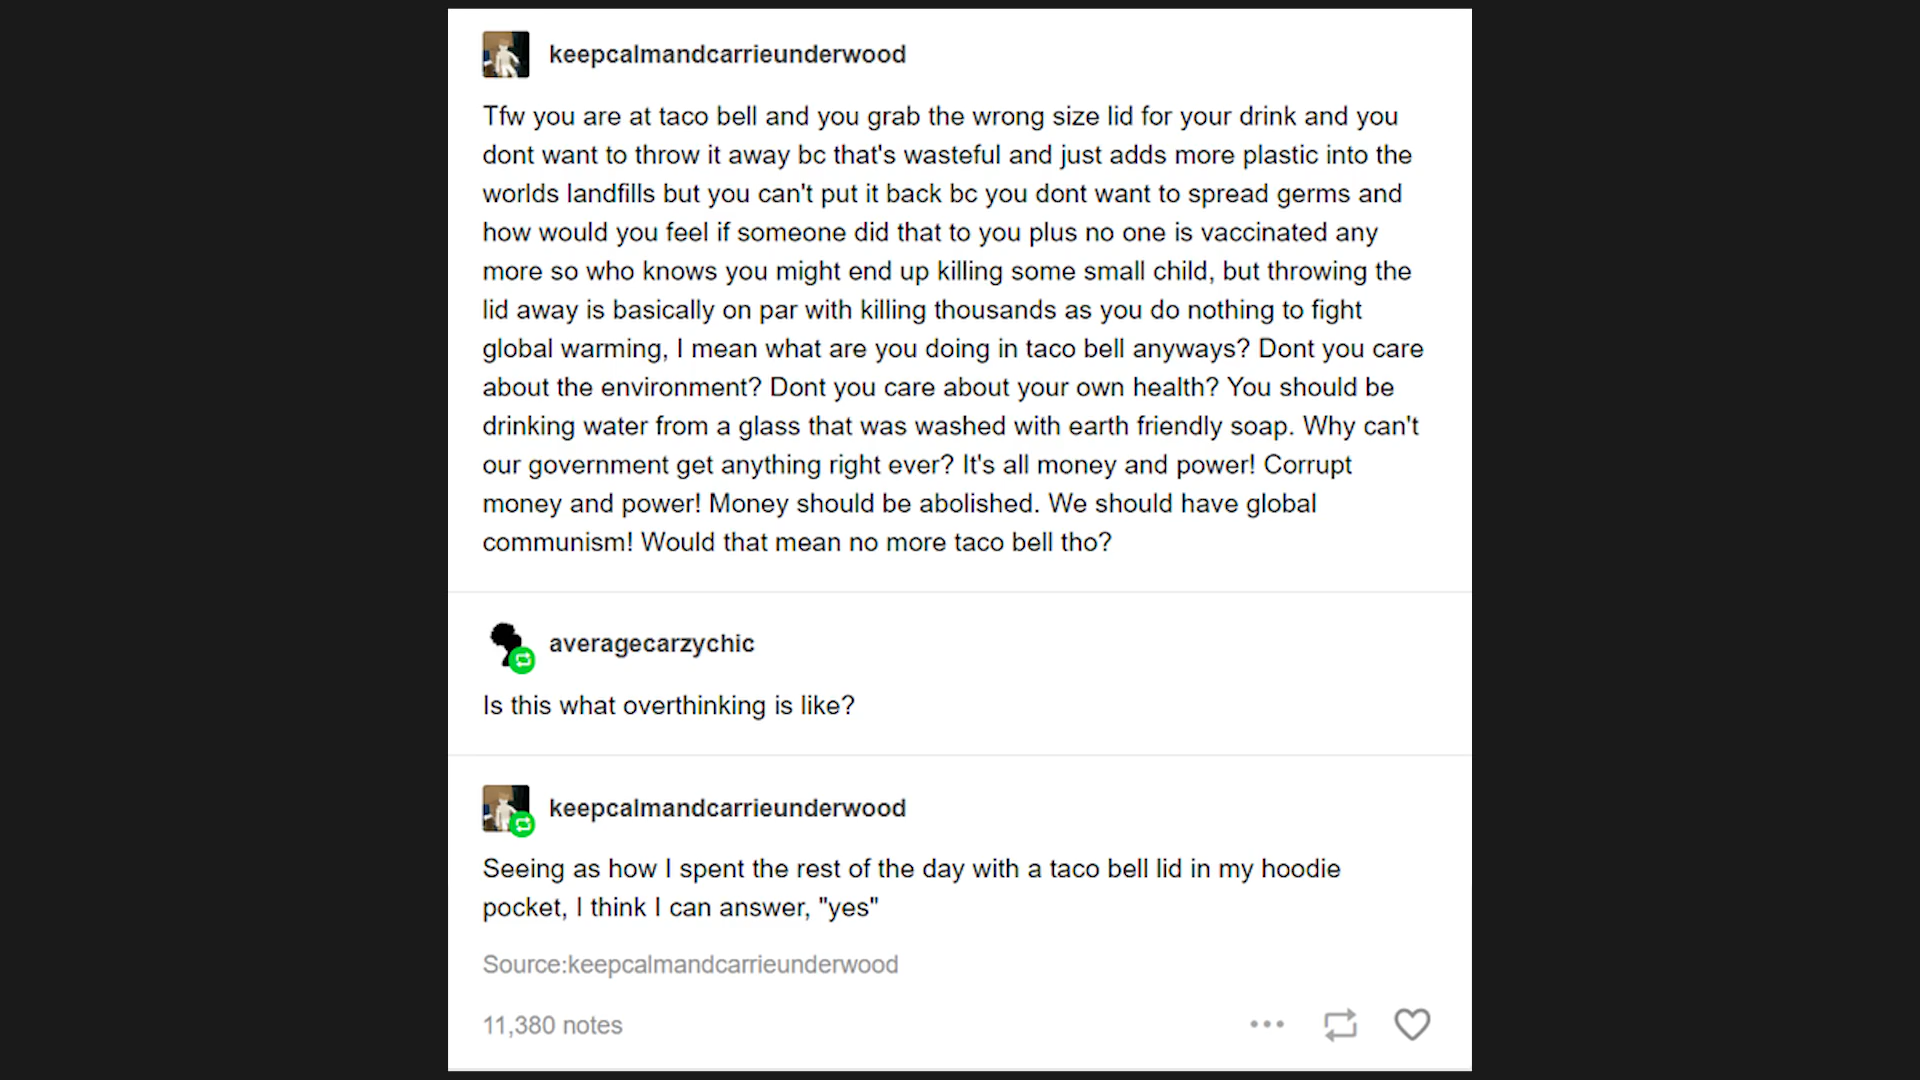 keepcalmandcarrieunderwood
Tfw you are at taco bell and you grab the wrong size lid for your drink and you
dont want to throw it away bc that's wasteful and just adds more plastic into the
worlds landfills but you can't put it back bc you dont want to spread germs and
how would you feel if someone did that to you plus no one is vaccinated any
more so who knows you might end up killing some small child, but throwing the
lid away is basically on par with killing thousands as you do nothing to fight
global warming, I mean what are you doing in taco bell anyways? Dont you care
about the environment? Dont you care about your own health? You should be
drinking water from a glass that was washed with earth friendly soap. Why can't
our government get anything right ever? It's all money and power! Corrupt
money and power! Money should be abolished. We should have global
communism! Would that mean no more taco bell tho?
averagecarzychic
Is this what overthinking is like?
keepcalmandcarrieunderwood
Seeing as how I spent the rest of the day with a taco bell lid in my hoodie
pocket, I think I can answer, "yes"
Source:keepcalmandcarrieunderwood
11,380 notes